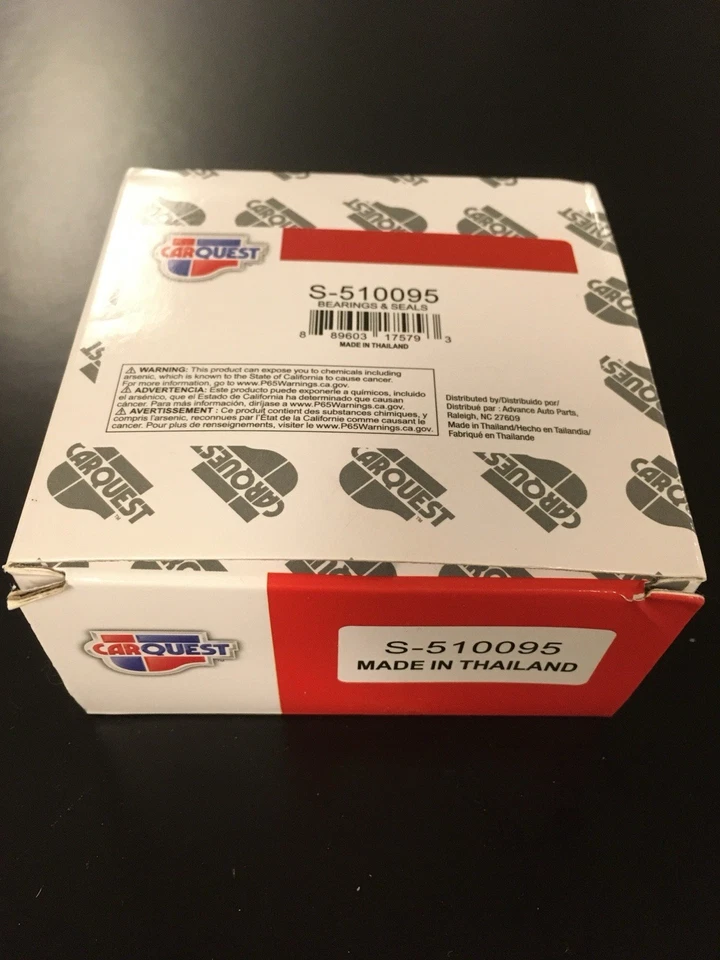 CARQUEST
S-510095
BEARINGS & SEALS
8 89603 17579 3
MADE IN THAILAND
⚠ WARNING: This product can expose you to chemicals including
arsenic, which is known to the State of California to cause cancer.
For more information, go to www.P65Warnings.ca.gov.
⚠ ADVERTENCIA: Este producto puede exponerle a químicos, incluido
el arsénico, que el Estado de California ha determinado que causan
cáncer. Para más información, diríjase a www.P65Warnings.ca.gov.
⚠ AVERTISSEMENT : Ce produit contient des substances chimiques, y
compris l'arsenic, reconnues par l'État de la Californie comme causant le
cancer. Pour plus de renseignements, visiter le www.P65Warnings.ca.gov.
Distributed by/Distribuido por/
Distribué par : Advance Auto Parts,
Raleigh, NC 27609
Made in Thailand/Hecho en Tailandia/
Fabriqué en Thaïlande
CARQUEST
CARQUEST
CARQUEST
CARQUEST
CARQUEST
S-510095
MADE IN THAILAND